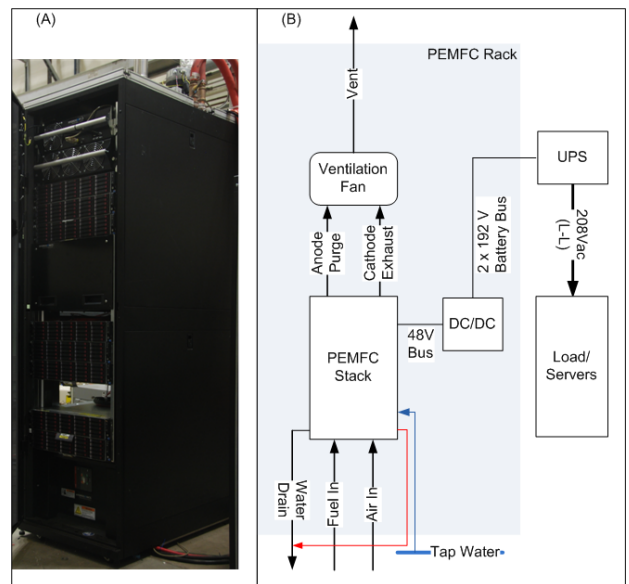 (A)
(B)
PEMFC Rack
Vent
Ventilation
Fan
UPS
Anode
Purge
Cathode
Exhaust
2 x 192 V
Battery Bus
208Vac
(L-L)
PEMFC
Stack
48V
Bus
DC/DC
Load/
Servers
Water
Drain
Fuel In
Air In
Tap Water